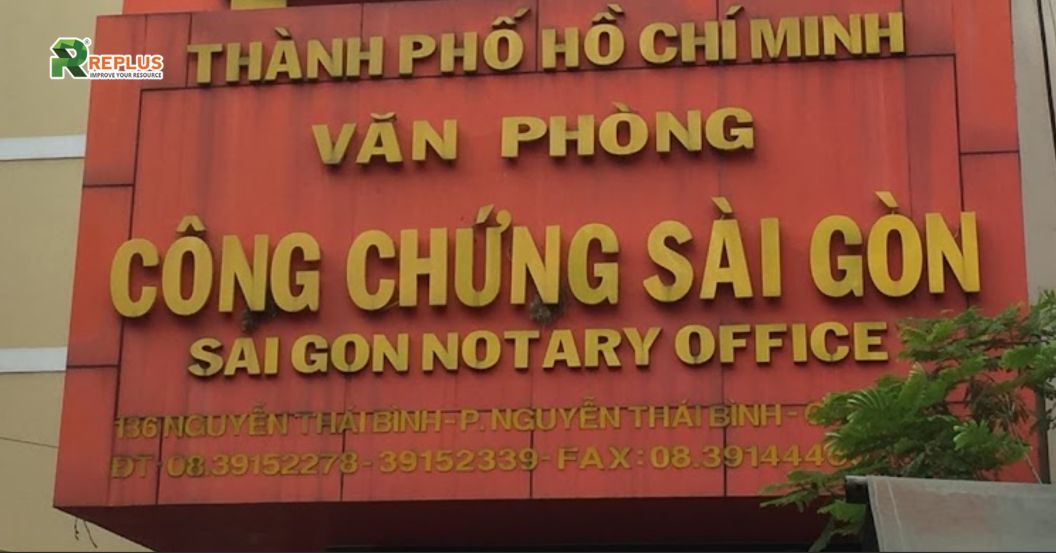 REPLUS®
IMPROVE YOUR RESOURCE
THÀNH PHỐ HỒ CHÍ MINH
VĂN PHÒNG
CÔNG CHỨNG SÀI GÒN
SAI GON NOTARY OFFICE
136 NGUYỄN THÁI BÌNH - P. NGUYỄN THÁI BÌNH -
ĐT - 08.39152278 - 39152339 - FAX : 08.